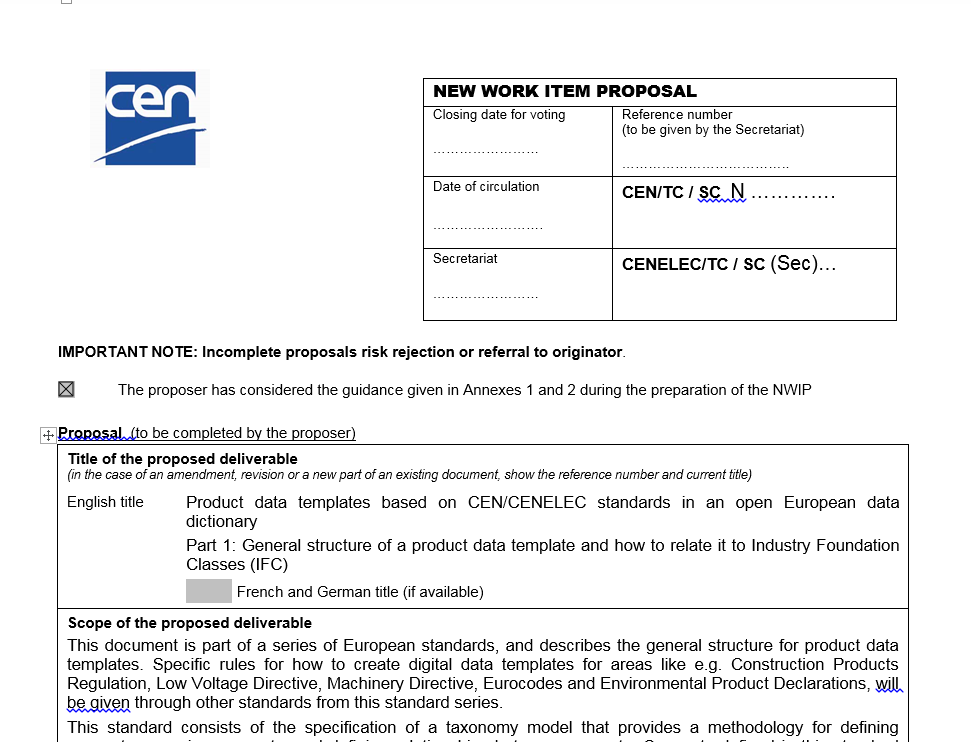 cen
NEW WORK ITEM PROPOSAL
Closing date for voting
Reference number
(to be given by the Secretariat)
………………….…
……………………………….…..
Date of circulation
CEN/TC / SC N ………….
…………………….
Secretariat
CENELEC/TC / SC (Sec)…
……………………
IMPORTANT NOTE: Incomplete proposals risk rejection or referral to originator.
The proposer has considered the guidance given in Annexes 1 and 2 during the preparation of the NWIP
Proposal (to be completed by the proposer)
Title of the proposed deliverable
(in the case of an amendment, revision or a new part of an existing document, show the reference number and current title)
English title Product data templates based on CEN/CENELEC standards in an open European data
dictionary
Part 1: General structure of a product data template and how to relate it to Industry Foundation
Classes (IFC)
French and German title (if available)
Scope of the proposed deliverable
This document is part of a series of European standards, and describes the general structure for product data
templates. Specific rules for how to create digital data templates for areas like e.g. Construction Products
Regulation, Low Voltage Directive, Machinery Directive, Eurocodes and Environmental Product Declarations, will
be given through other standards from this standard series.
This standard consists of the specification of a taxonomy model that provides a methodology for defining